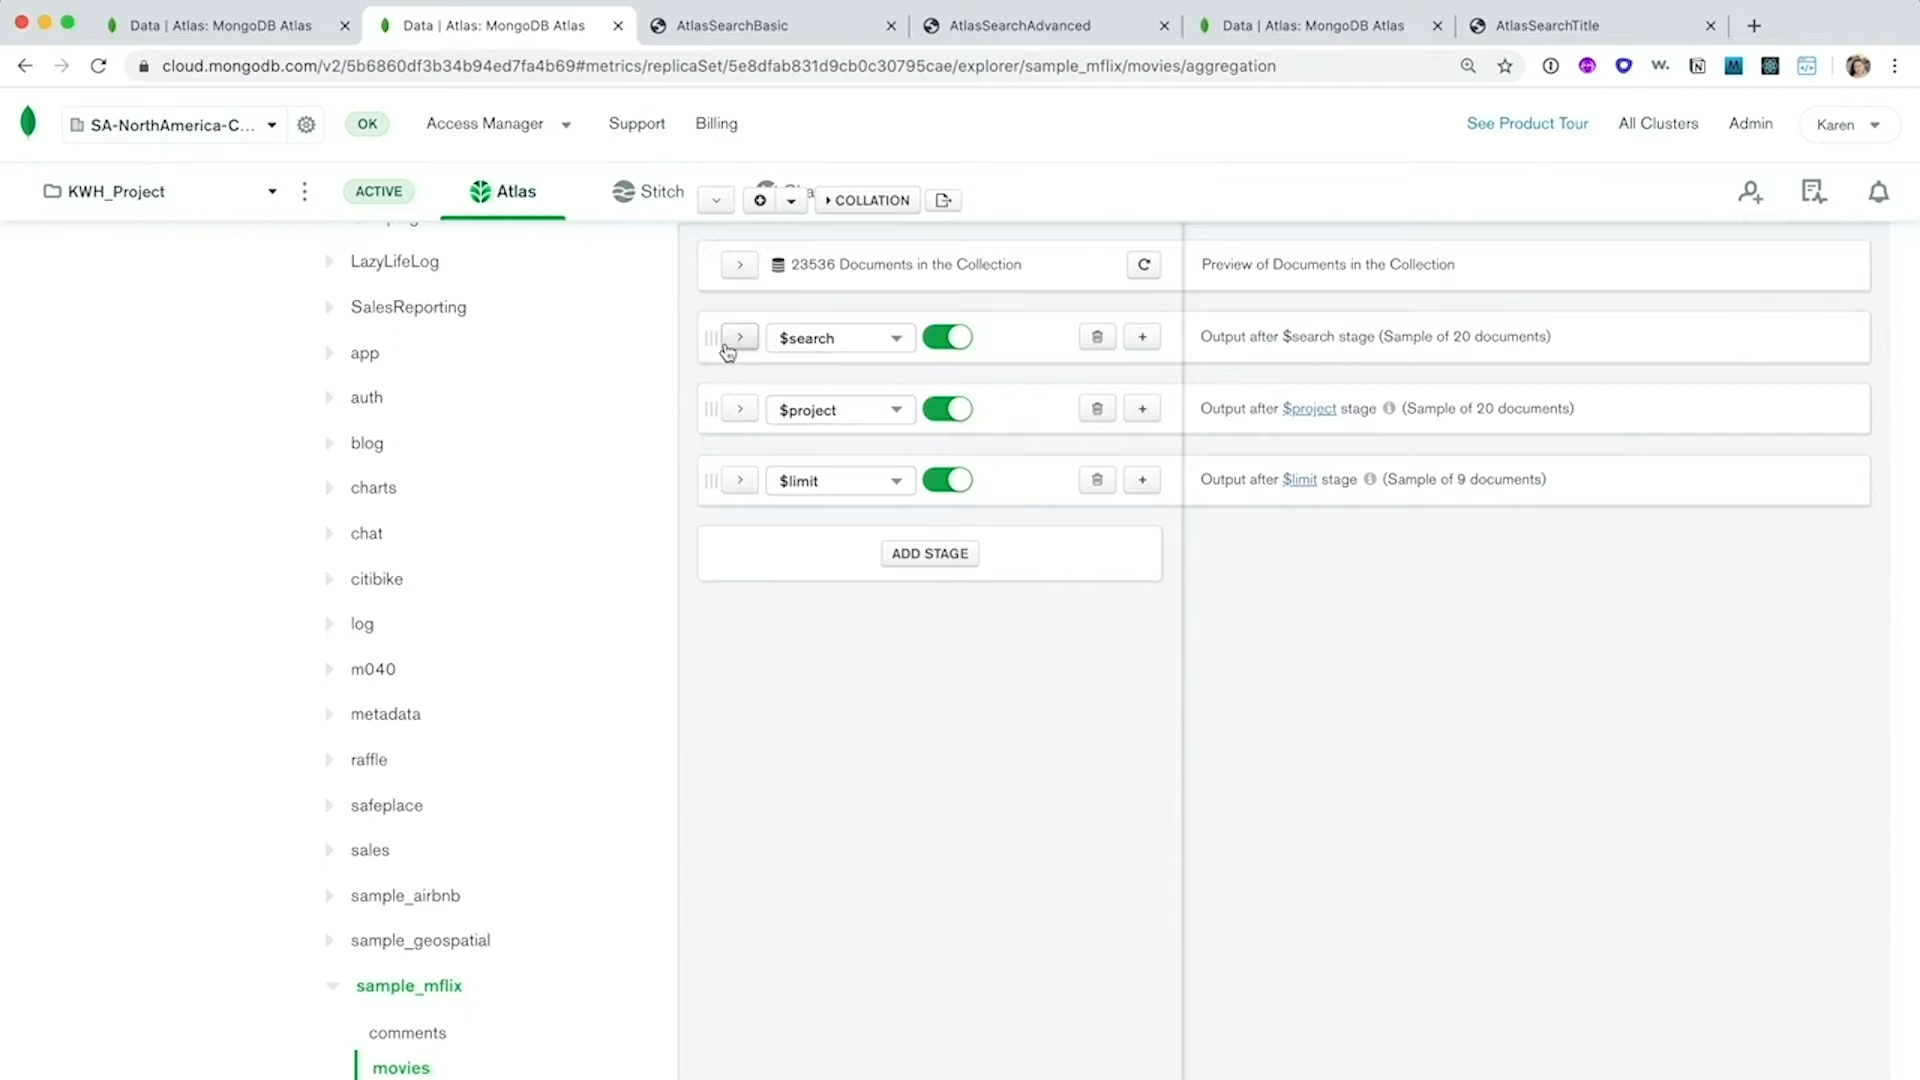 Data | Atlas: MongoDB Atlas
Data | Atlas: MongoDB Atlas
AtlasSearchBasic
AtlasSearchAdvanced
Data | Atlas: MongoDB Atlas
AtlasSearchTitle
cloud.mongodb.com/v2/5b6860df3b34b94ed7fa4b69#metrics/replicaSet/5e8dfab831d9cb0c30795cae/explorer/sample_mflix/movies/aggregation
SA-NorthAmerica-C...
OK
Access Manager
Support
Billing
See Product Tour
All Clusters
Admin
Karen
KWH_Project
ACTIVE
Atlas
Stitch
COLLATION
LazyLifeLog
SalesReporting
app
auth
blog
charts
chat
citibike
log
m040
metadata
raffle
safeplace
sales
sample_airbnb
sample_geospatial
sample_mflix
comments
movies
23536 Documents in the Collection
Preview of Documents in the Collection
$search
Output after $search stage (Sample of 20 documents)
$project
Output after $project stage (Sample of 20 documents)
$limit
Output after $limit stage (Sample of 9 documents)
ADD STAGE